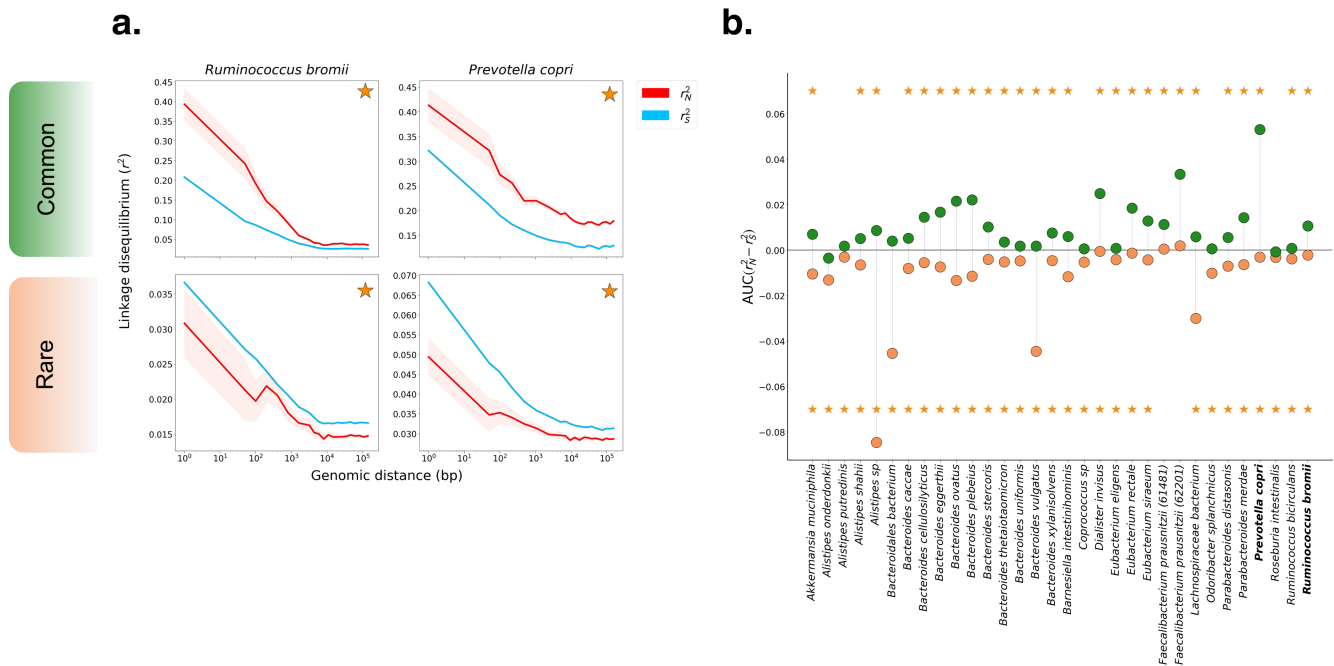 a.
b.
Common
Rare
Ruminococcus bromii
Prevotella copri
r²N
r²S
Linkage disequilibrium (r²)
0.45
0.40
0.35
0.30
0.25
0.20
0.15
0.10
0.05
0.45
0.40
0.35
0.30
0.25
0.20
0.15
0.035
0.030
0.025
0.020
0.015
0.070
0.065
0.060
0.055
0.050
0.045
0.040
0.035
0.030
10⁰
10¹
10²
10³
10⁴
10⁵
10⁰
10¹
10²
10³
10⁴
10⁵
Genomic distance (bp)
AUC(r²N − r²S)
0.06
0.04
0.02
0.00
−0.02
−0.04
−0.06
−0.08
Akkermansia muciniphila
Alistipes onderdonkii
Alistipes putredinis
Alistipes shahii
Alistipes sp
Bacteroidales bacterium
Bacteroides caccae
Bacteroides cellulosilyticus
Bacteroides eggerthii
Bacteroides ovatus
Bacteroides plebeius
Bacteroides stercoris
Bacteroides thetaiotaomicron
Bacteroides uniformis
Bacteroides vulgatus
Bacteroides xylanisolvens
Barnesiella intestinihominis
Coprococcus sp
Dialister invisus
Eubacterium eligens
Eubacterium rectale
Eubacterium siraeum
Faecalibacterium prausnitzii (61481)
Faecalibacterium prausnitzii (62201)
Lachnospiraceae bacterium
Odoribacter splanchnicus
Parabacteroides distasonis
Parabacteroides merdae
Prevotella copri
Roseburia intestinalis
Ruminococcus bicirculans
Ruminococcus bromii